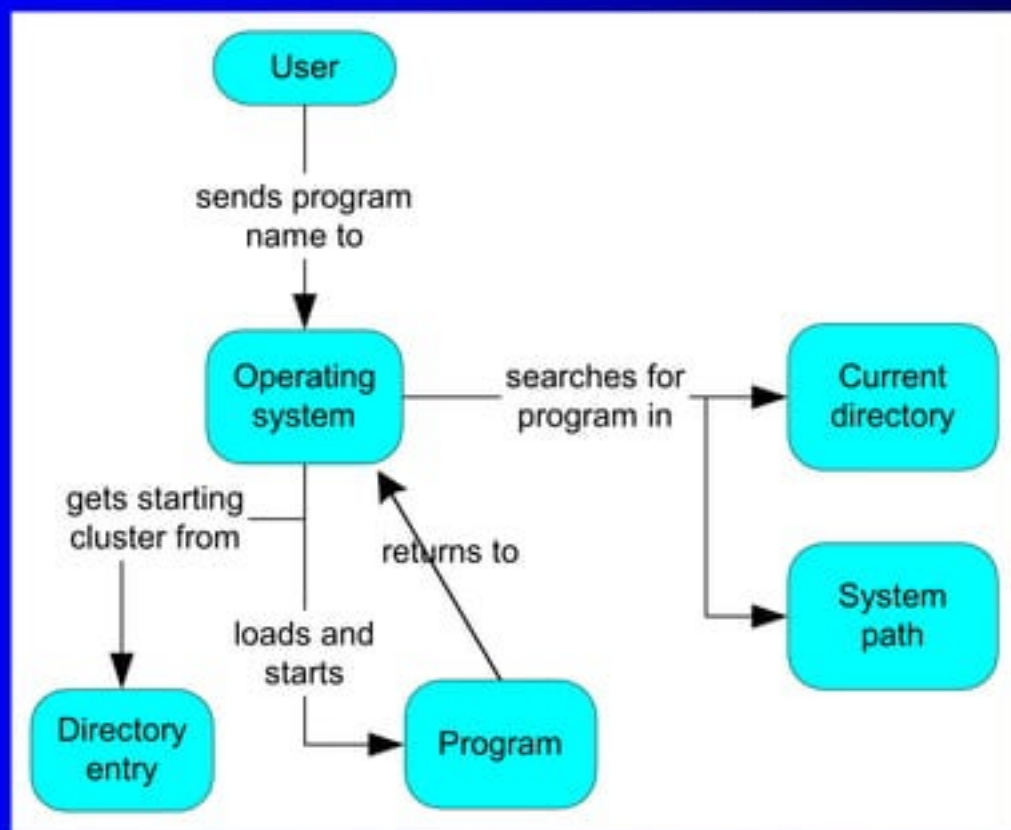 User
sends program
name to
Operating
system
searches for
program in
Current
directory
gets starting
cluster from
returns to
System
path
loads and
starts
Directory
entry
Program